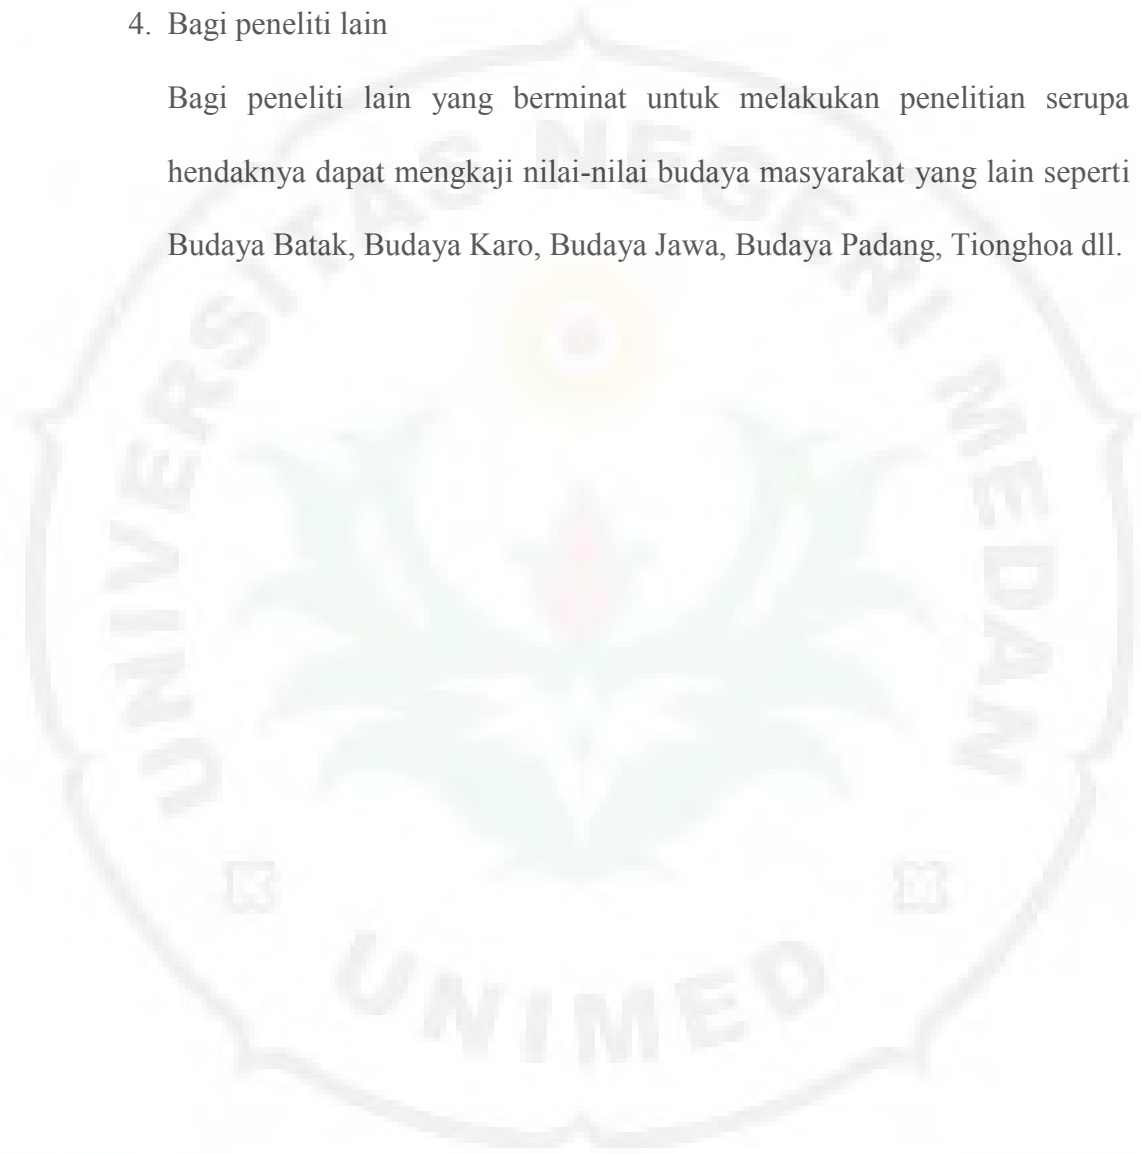 4. Bagi peneliti lain
Bagi peneliti lain yang berminat untuk melakukan penelitian serupa
hendaknya dapat mengkaji nilai-nilai budaya masyarakat yang lain seperti
Budaya Batak, Budaya Karo, Budaya Jawa, Budaya Padang, Tionghoa dll.
UNIVERSITAS NEGERI MEDAN
UNIMED